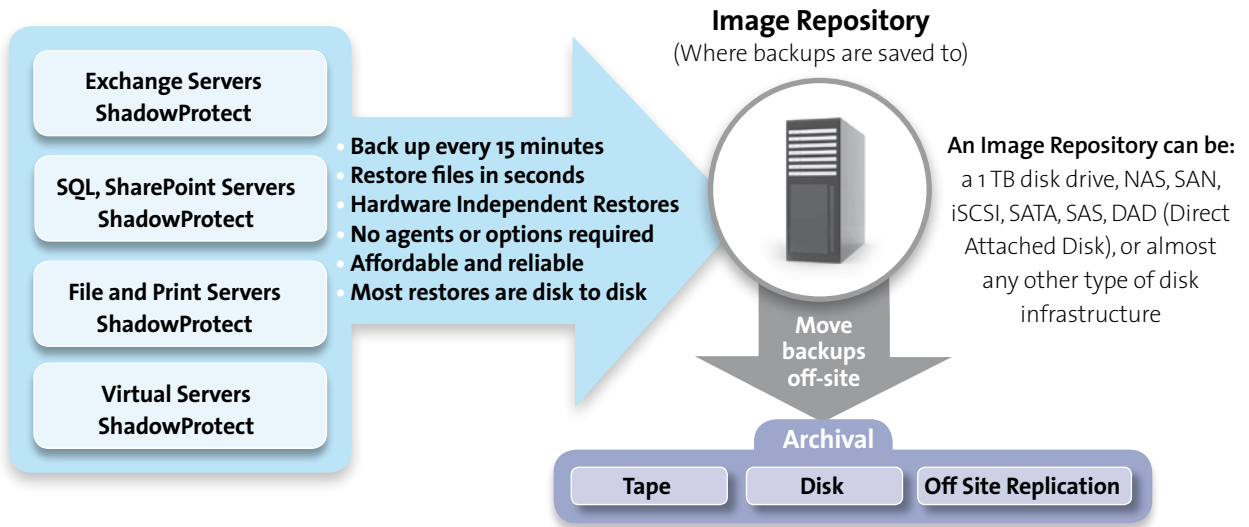 Exchange Servers
ShadowProtect
SQL, SharePoint Servers
ShadowProtect
File and Print Servers
ShadowProtect
Virtual Servers
ShadowProtect
• Back up every 15 minutes
• Restore files in seconds
• Hardware Independent Restores
• No agents or options required
• Affordable and reliable
• Most restores are disk to disk
Image Repository
(Where backups are saved to)
An Image Repository can be:
a 1 TB disk drive, NAS, SAN,
iSCSI, SATA, SAS, DAD (Direct
Attached Disk), or almost
any other type of disk
infrastructure
Move
backups
off-site
Archival
Tape
Disk
Off Site Replication